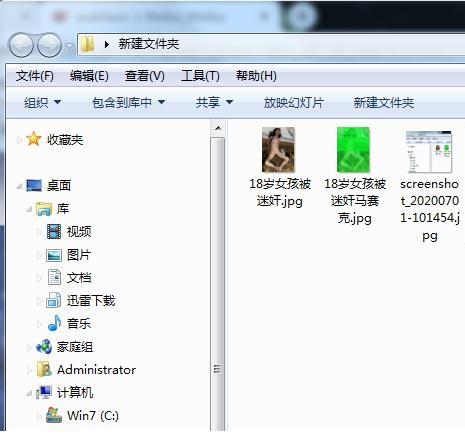 新建文件夹
文件(F) 编辑(E) 查看(V) 工具(T) 帮助(H)
组织 包含到库中 共享 放映幻灯片 新建文件夹
收藏夹
桌面
库
视频
图片
文档
迅雷下载
音乐
家庭组
Administrator
计算机
Win7 (C:)
18岁女孩被
迷奸.jpg
18岁女孩被
迷奸马赛
克.jpg
screensho
t_2020070
1-101454.j
pg